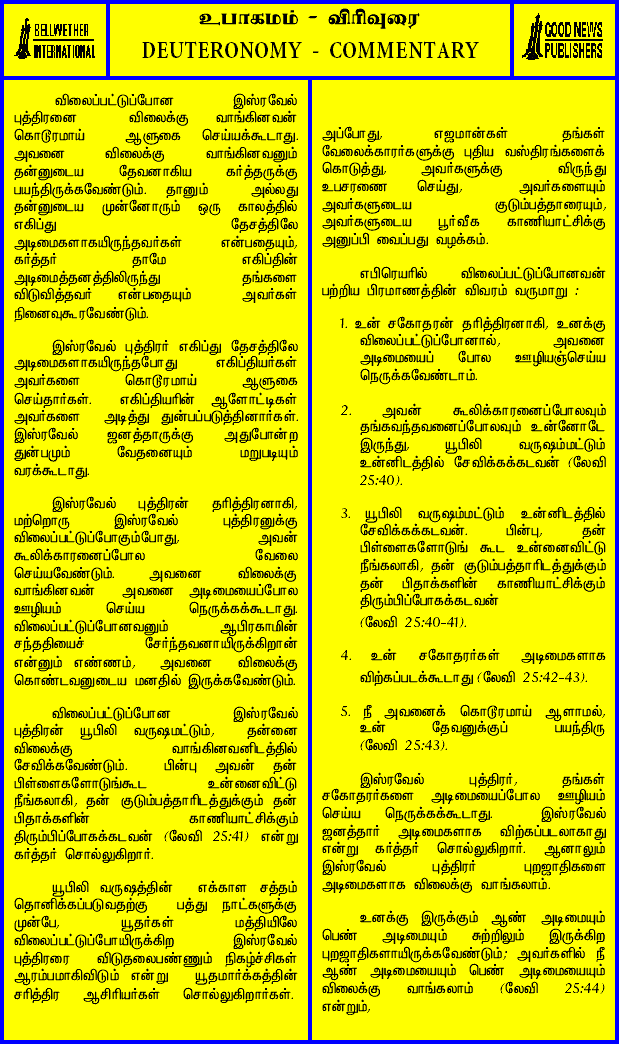 BELLWETHER
INTERNATIONAL
உபாகமம் - விரிவுரை
DEUTERONOMY - COMMENTARY
GOOD NEWS
PUBLISHERS
விலைப்பட்டுப்போன இஸ்ரவேல்
புத்திரனை விலைக்கு வாங்கினவன்
கொடூரமாய் ஆளுகை செய்யக்கூடாது.
அவனை விலைக்கு வாங்கினவனும்
தன்னுடைய தேவனாகிய கர்த்தருக்கு
பயந்திருக்கவேண்டும். தானும் அல்லது
தன்னுடைய முன்னோரும் ஒரு காலத்தில்
எகிப்து தேசத்திலே
அடிமைகளாகயிருந்தவர்கள் என்பதையும்,
கர்த்தர் தாமே எகிப்தின்
அடிமைத்தனத்திலிருந்து தங்களை
விடுவித்தவர் என்பதையும் அவர்கள்
நினைவுகூரவேண்டும்.
இஸ்ரவேல் புத்திரர் எகிப்து தேசத்திலே
அடிமைகளாகயிருந்தபோது எகிப்தியர்கள்
அவர்களை கொடூரமாய் ஆளுகை
செய்தார்கள். எகிப்தியரின் ஆளோட்டிகள்
அவர்களை அடித்து துன்பப்படுத்தினார்கள்.
இஸ்ரவேல் ஜனத்தாருக்கு அதுபோன்ற
துன்பமும் வேதனையும் மறுபடியும்
வரக்கூடாது.
இஸ்ரவேல் புத்திரன் தரித்திரனாகி,
மற்றொரு இஸ்ரவேல் புத்திரனுக்கு
விலைப்பட்டுப்போகும்போது, அவன்
கூலிக்காரனைப்போல வேலை
செய்யவேண்டும். அவனை விலைக்கு
வாங்கினவன் அவனை அடிமையைப்போல
ஊழியம் செய்ய நெருக்கக்கூடாது.
விலைப்பட்டுப்போனவனும் ஆபிரகாமின்
சந்ததியைச் சேர்ந்தவனாயிருக்கிறான்
என்னும் எண்ணம், அவனை விலைக்கு
கொண்டவனுடைய மனதில் இருக்கவேண்டும்.
விலைப்பட்டுப்போன இஸ்ரவேல்
புத்திரன் யூபிலி வருஷமட்டும், தன்னை
விலைக்கு வாங்கினவனிடத்தில்
சேவிக்கவேண்டும். பின்பு அவன் தன்
பிள்ளைகளோடுங்கூட உன்னைவிட்டு
நீங்கலாகி, தன் குடும்பத்தாரிடத்துக்கும் தன்
பிதாக்களின் காணியாட்சிக்கும்
திரும்பிப்போகக்கடவன் (லேவி 25:41) என்று
கர்த்தர் சொல்லுகிறார்.
யூபிலி வருஷத்தின் எக்காள சத்தம்
தொனிக்கப்படுவதற்கு பத்து நாட்களுக்கு
முன்பே, யூதர்கள் மத்தியிலே
விலைப்பட்டுப்போயிருக்கிற இஸ்ரவேல்
புத்திரரை விடுதலைபண்ணும் நிகழ்ச்சிகள்
ஆரம்பமாகிவிடும் என்று யூதமார்க்கத்தின்
சரித்திர ஆசிரியர்கள் சொல்லுகிறார்கள்.
அப்போது, எஜமான்கள் தங்கள்
வேலைக்காரர்களுக்கு புதிய வஸ்திரங்களைக்
கொடுத்து, அவர்களுக்கு விருந்து
உபசரணை செய்து, அவர்களையும்
அவர்களுடைய குடும்பத்தாரையும்,
அவர்களுடைய பூர்வீக காணியாட்சிக்கு
அனுப்பி வைப்பது வழக்கம்.
எபிரெயரில் விலைப்பட்டுப்போனவன்
பற்றிய பிரமாணத்தின் விவரம் வருமாறு :
1. உன் சகோதரன் தரித்திரனாகி, உனக்கு
விலைப்பட்டுப்போனால், அவனை
அடிமையைப் போல ஊழியஞ்செய்ய
நெருக்கவேண்டாம்.
2. அவன் கூலிக்காரனைப்போலவும்
தங்கவந்தவனைப்போலவும் உன்னோடே
இருந்து, யூபிலி வருஷம்மட்டும்
உன்னிடத்தில் சேவிக்கக்கடவன் (லேவி
25:40).
3. யூபிலி வருஷம்மட்டும் உன்னிடத்தில்
சேவிக்கக்கடவன். பின்பு, தன்
பிள்ளைகளோடுங் கூட உன்னைவிட்டு
நீங்கலாகி, தன் குடும்பத்தாரிடத்துக்கும்
தன் பிதாக்களின் காணியாட்சிக்கும்
திரும்பிப்போகக்கடவன்
(லேவி 25:40-41).
4. உன் சகோதரர்கள் அடிமைகளாக
விற்கப்படக்கூடாது (லேவி 25:42-43).
5. நீ அவனைக் கொடூரமாய் ஆளாமல்,
உன் தேவனுக்குப் பயந்திரு
(லேவி 25:43).
இஸ்ரவேல் புத்திரர், தங்கள்
சகோதரர்களை அடிமையைப்போல ஊழியம்
செய்ய நெருக்கக்கூடாது. இஸ்ரவேல்
ஜனத்தார் அடிமைகளாக விற்கப்படலாகாது
என்று கர்த்தர் சொல்லுகிறார். ஆனாலும்
இஸ்ரவேல் புத்திரர் புறஜாதிகளை
அடிமைகளாக விலைக்கு வாங்கலாம்.
உனக்கு இருக்கும் ஆண் அடிமையும்
பெண் அடிமையும் சுற்றிலும் இருக்கிற
புறஜாதிகளாயிருக்கவேண்டும்; அவர்களில் நீ
ஆண் அடிமையையும் பெண் அடிமையையும்
விலைக்கு வாங்கலாம் (லேவி 25:44)
என்றும்,